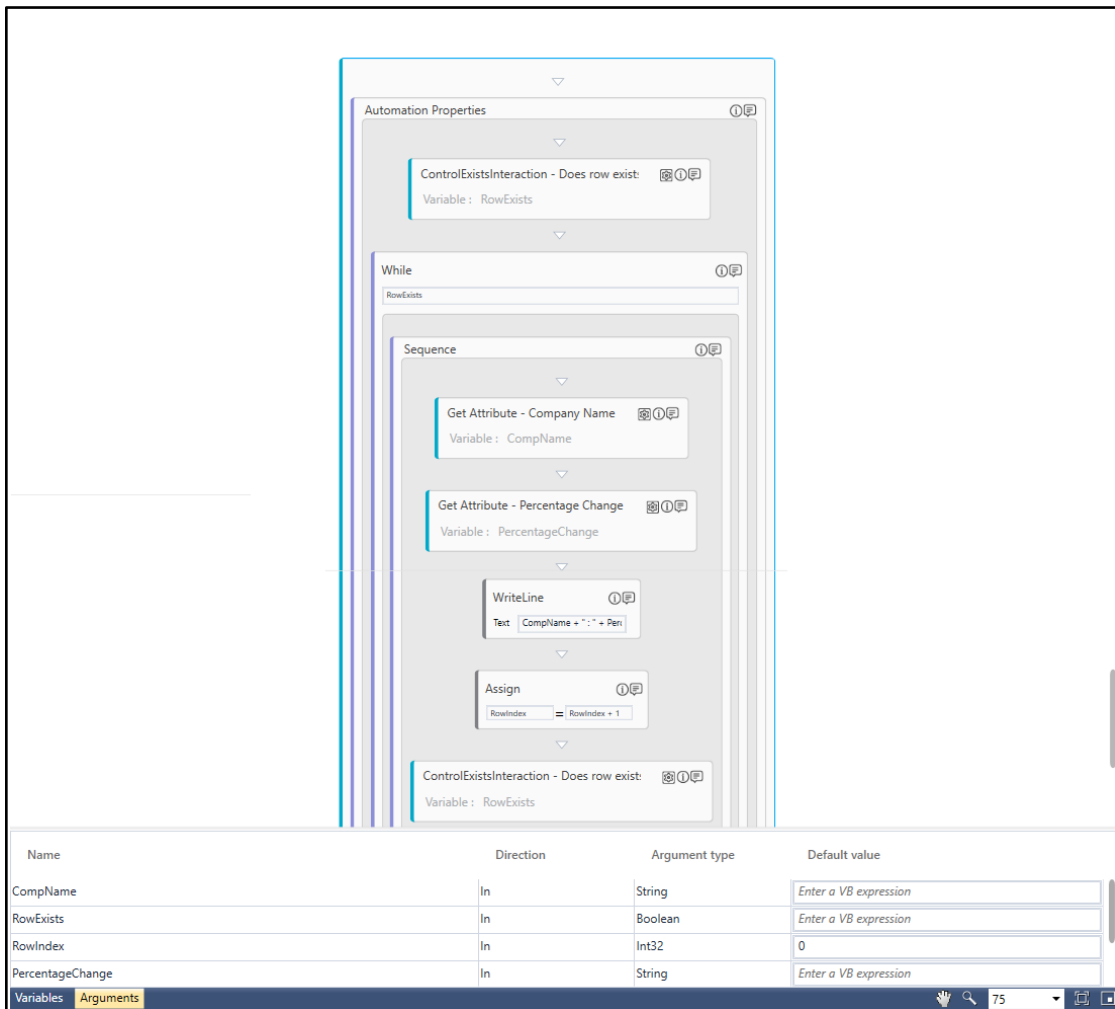 Automation Properties
ControlExistsInteraction - Does row exist
Variable : RowExists
While
RowExists
Sequence
Get Attribute - Company Name
Variable : CompName
Get Attribute - Percentage Change
Variable : PercentageChange
WriteLine
Text CompName + " : " + Per
Assign
RowIndex = RowIndex + 1
ControlExistsInteraction - Does row exist
Variable : RowExists
Name Direction Argument type Default value
CompName In String Enter a VB expression
RowExists In Boolean Enter a VB expression
RowIndex In Int32 0
PercentageChange In String Enter a VB expression
Variables Arguments 75